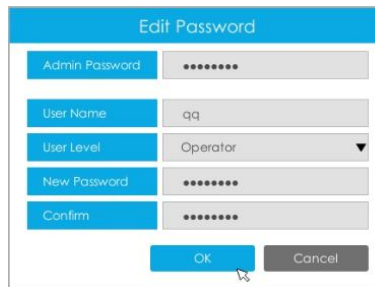 Edit Password
Admin Password ●●●●●●●●
User Name qq
User Level Operator
New Password ●●●●●●●●
Confirm ●●●●●●●●
OK Cancel